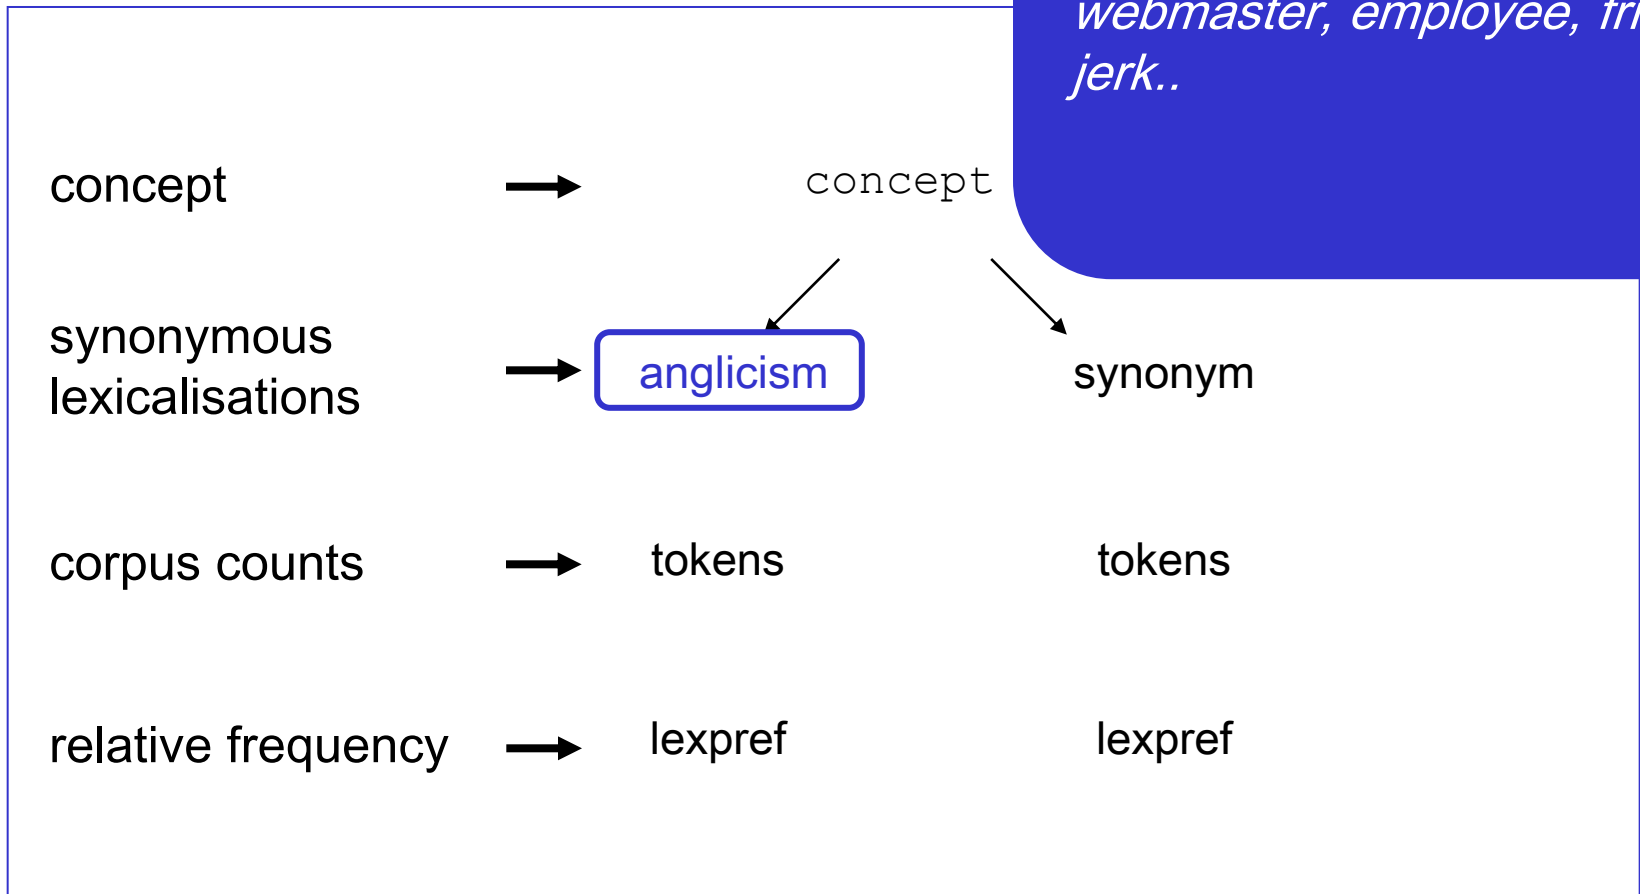 webmaster, employee,
jerk..
concept concept
synonymous
lexicalisations
anglicism synonym
corpus counts tokens tokens
relative frequency lexpref lexpref